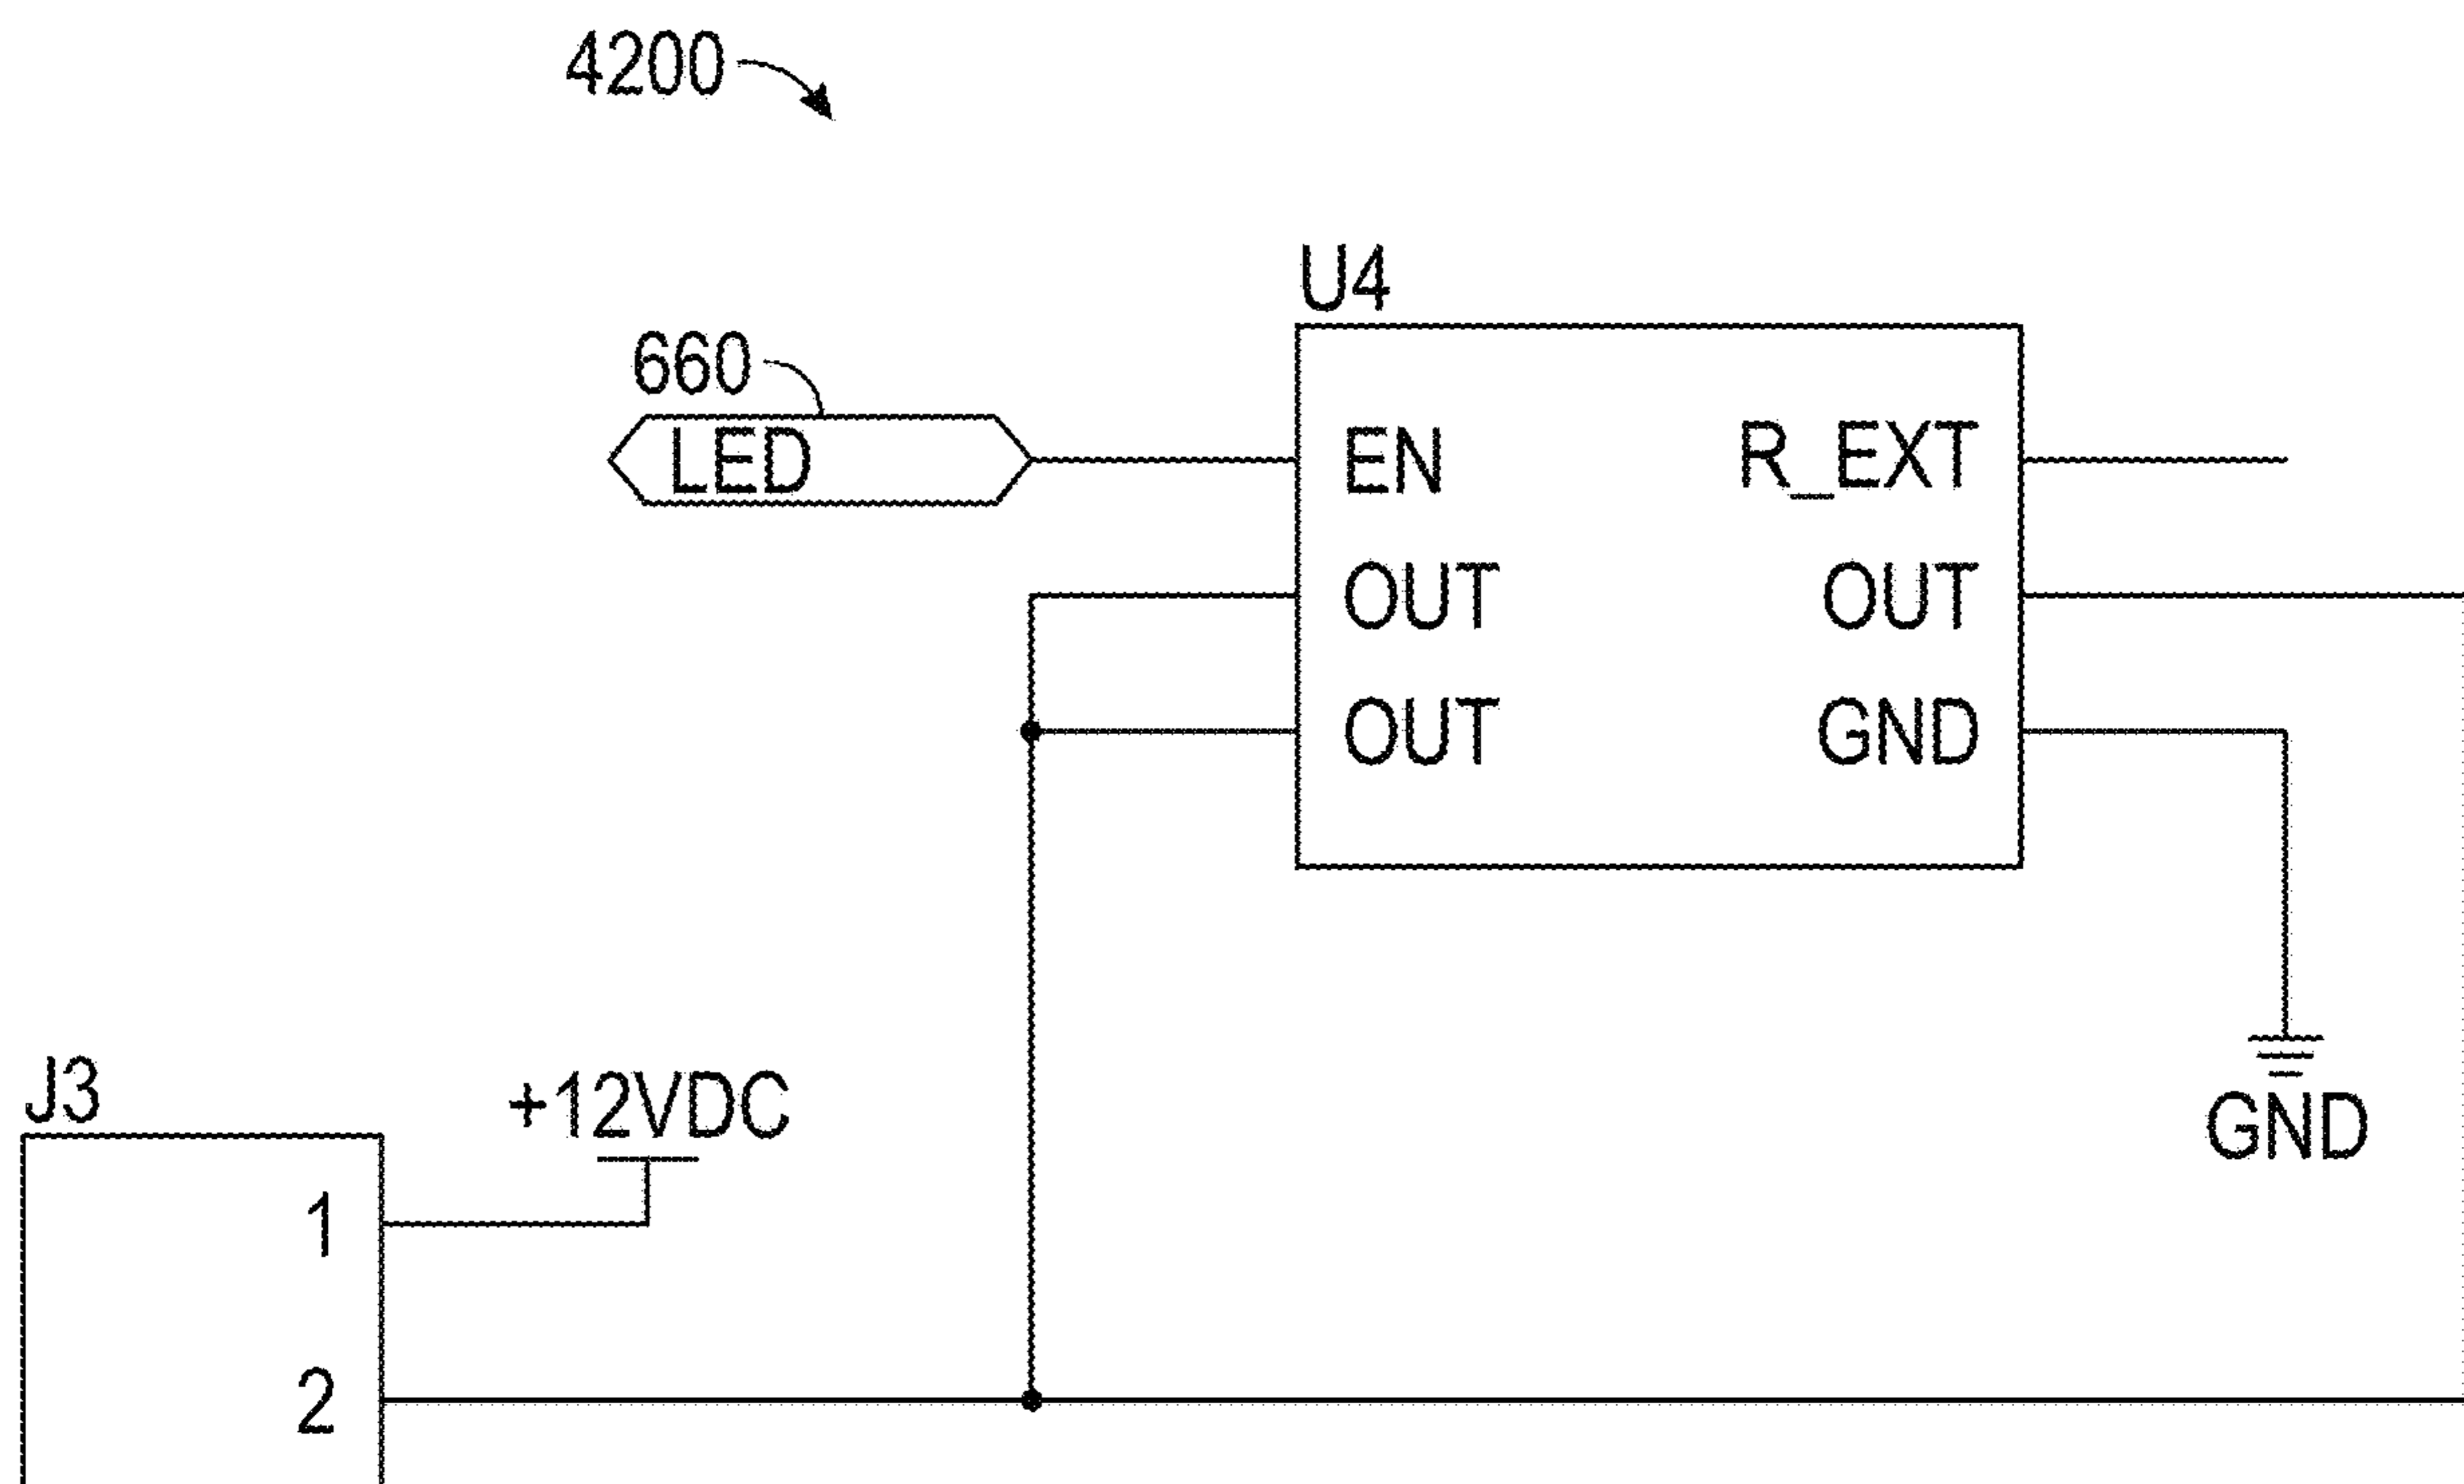 4200
U4
660
LED
EN
R_EXT
OUT
OUT
OUT
GND
GND
J3
+12VDC
1
2